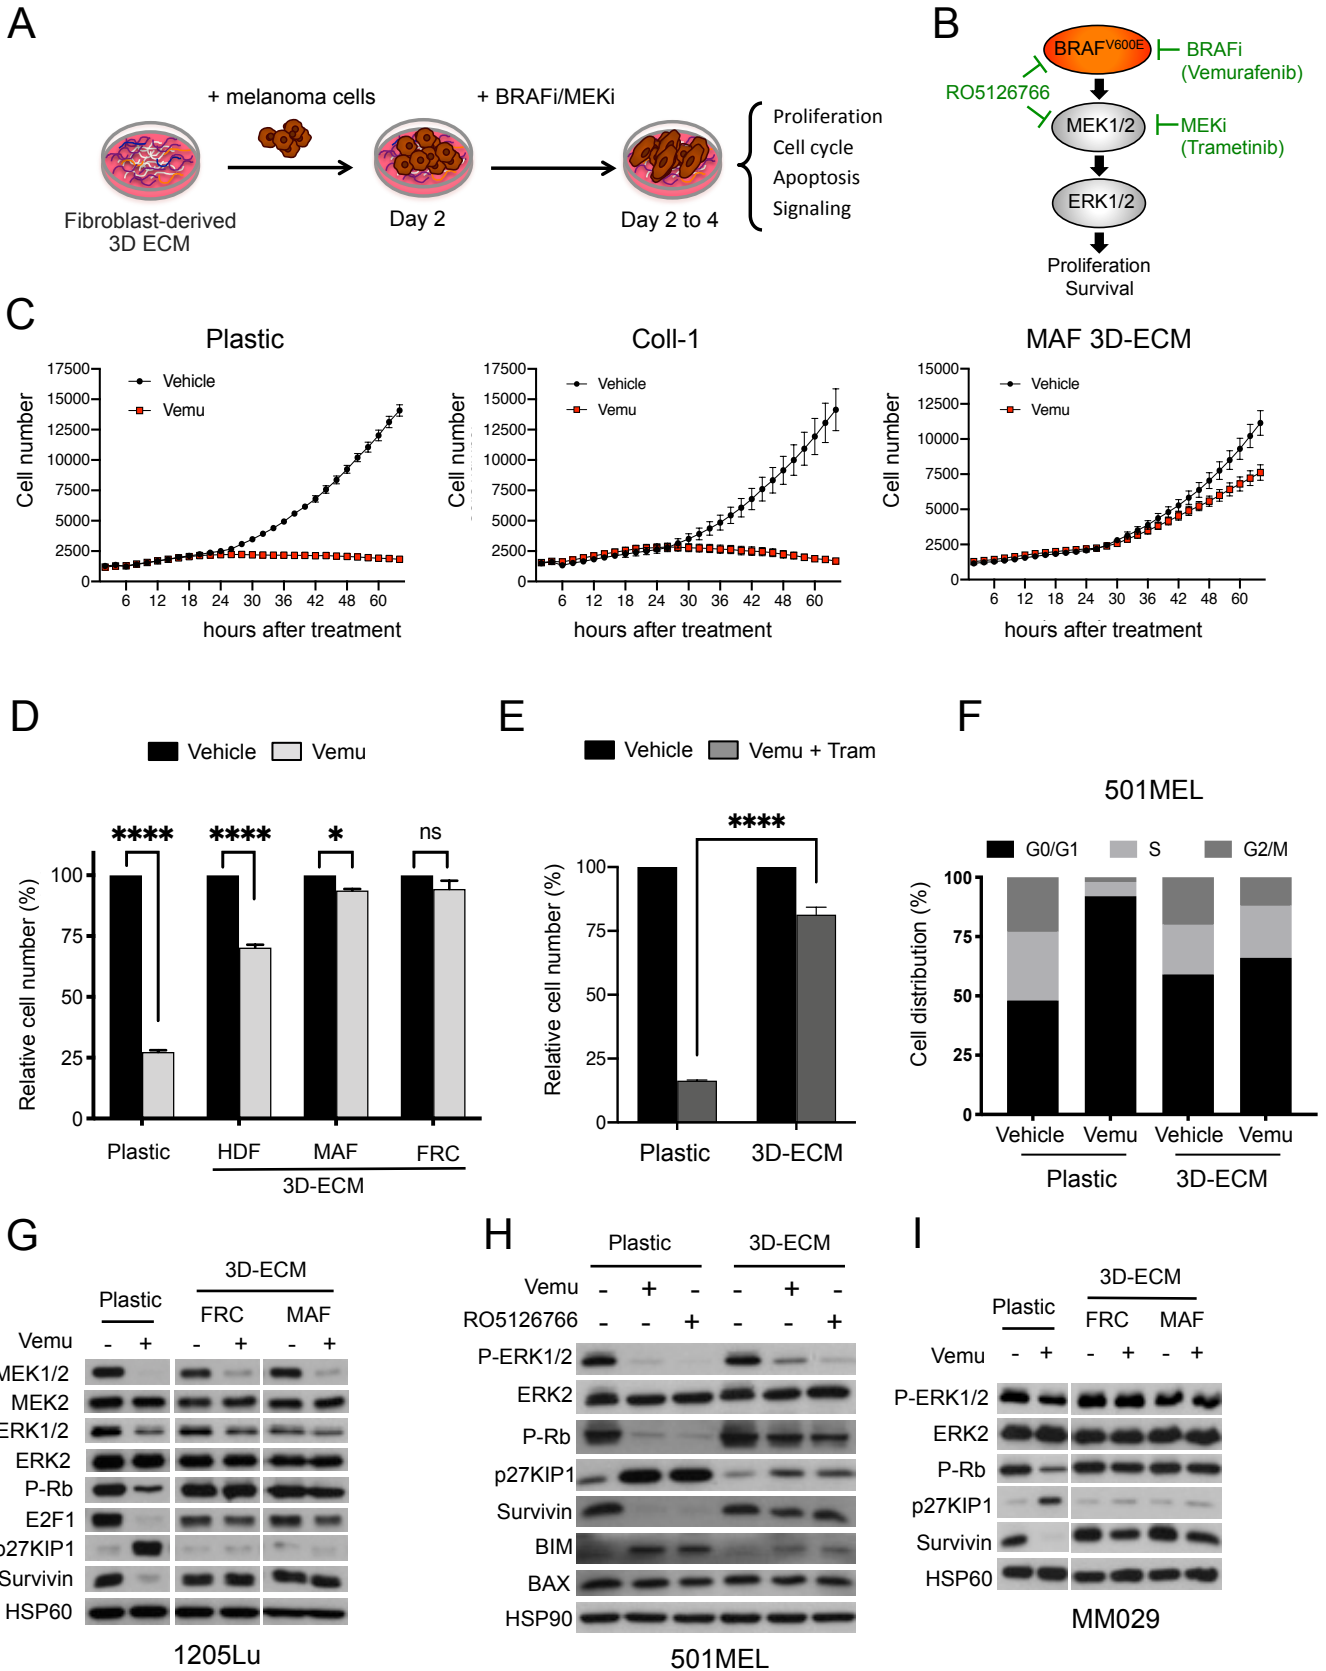 A
+ melanoma cells
+ BRAFi/MEKi
Fibroblast-derived
3D ECM
Day 2
Day 2 to 4
Proliferation
Cell cycle
Apoptosis
Signaling
B
BRAFV600E
BRAFi
(Vemurafenib)
RO5126766
MEK1/2
MEKi
(Trametinib)
ERK1/2
Proliferation
Survival
C
Plastic
Cell number
17500
15000
12500
10000
7500
5000
2500
0
Vehicle
Vemu
6 12 18 24 30 36 42 48 60
hours after treatment
Coll-1
Cell number
17500
15000
12500
10000
7500
5000
2500
0
Vehicle
Vemu
6 12 18 24 30 36 42 48 60
hours after treatment
MAF 3D-ECM
Cell number
15000
12500
10000
7500
5000
2500
0
Vehicle
Vemu
6 12 18 24 30 36 42 48 60
hours after treatment
D
Vehicle Vemu
Relative cell number (%)
100
75
50
25
0
**** **** * ns
Plastic HDF MAF FRC
3D-ECM
E
Vehicle Vemu + Tram
Relative cell number (%)
100
75
50
25
0
****
Plastic 3D-ECM
F
501MEL
G0/G1 S G2/M
Cell distribution (%)
100
75
50
25
0
Vehicle Vemu Vehicle Vemu
Plastic 3D-ECM
G
3D-ECM
Plastic FRC MAF
Vemu - + - + - +
MEK1/2
MEK2
ERK1/2
ERK2
P-Rb
E2F1
p27KIP1
Survivin
HSP60
1205Lu
H
Plastic 3D-ECM
Vemu - + - - + -
RO5126766 - - + - - +
P-ERK1/2
ERK2
P-Rb
p27KIP1
Survivin
BIM
BAX
HSP90
501MEL
I
3D-ECM
Plastic FRC MAF
Vemu - + - + - +
P-ERK1/2
ERK2
P-Rb
p27KIP1
Survivin
HSP60
MM029